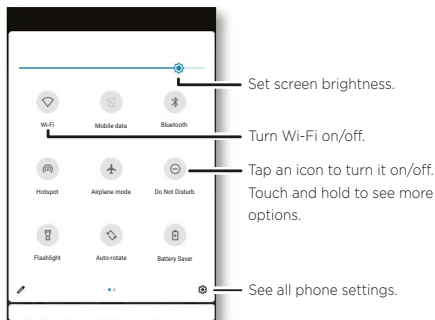 Set screen brightness.
Wi-Fi
Mobile data
Bluetooth
Turn Wi-Fi on/off.
Tap an icon to turn it on/off.
Touch and hold to see more
options.
Hotspot
Airplane mode
Do Not Disturb
Flashlight
Auto-rotate
Battery Saver
See all phone settings.